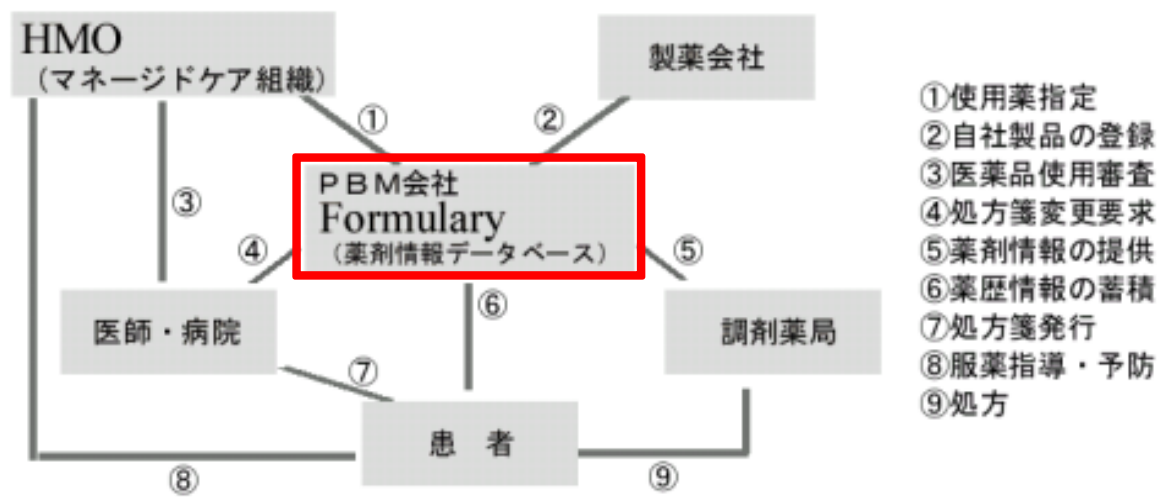 HMO
（マネージドケア組織）
製薬会社
①
②
ＰＢＭ会社
Formulary
（薬剤情報データベース）
③
④
⑤
⑥
医師・病院
調剤薬局
⑦
患　者
⑧
⑨
①使用薬指定
②自社製品の登録
③医薬品使用審査
④処方箋変更要求
⑤薬剤情報の提供
⑥薬歴情報の蓄積
⑦処方箋発行
⑧服薬指導・予防
⑨処方